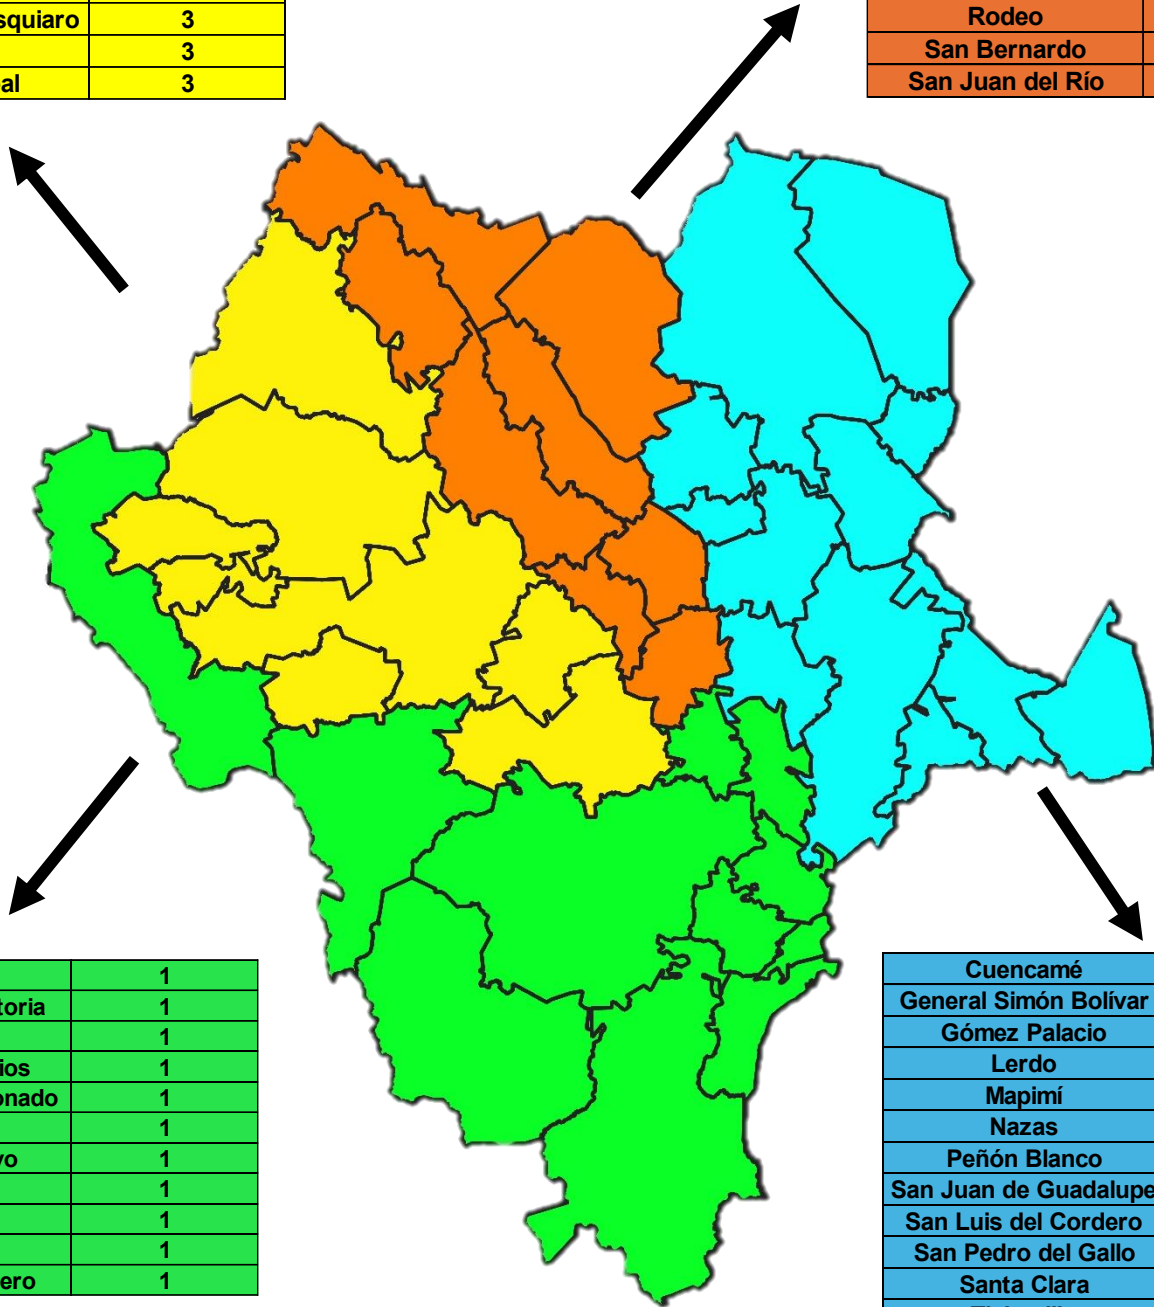 squiaro 3
3
al 3
Rodeo
San Bernardo
San Juan del Río
1
toria 1
1
ios 1
onado 1
1
vo 1
1
1
1
ero 1
Cuencamé
General Simón Bolívar
Gómez Palacio
Lerdo
Mapimí
Nazas
Peñón Blanco
San Juan de Guadalupe
San Luis del Cordero
San Pedro del Gallo
Santa Clara